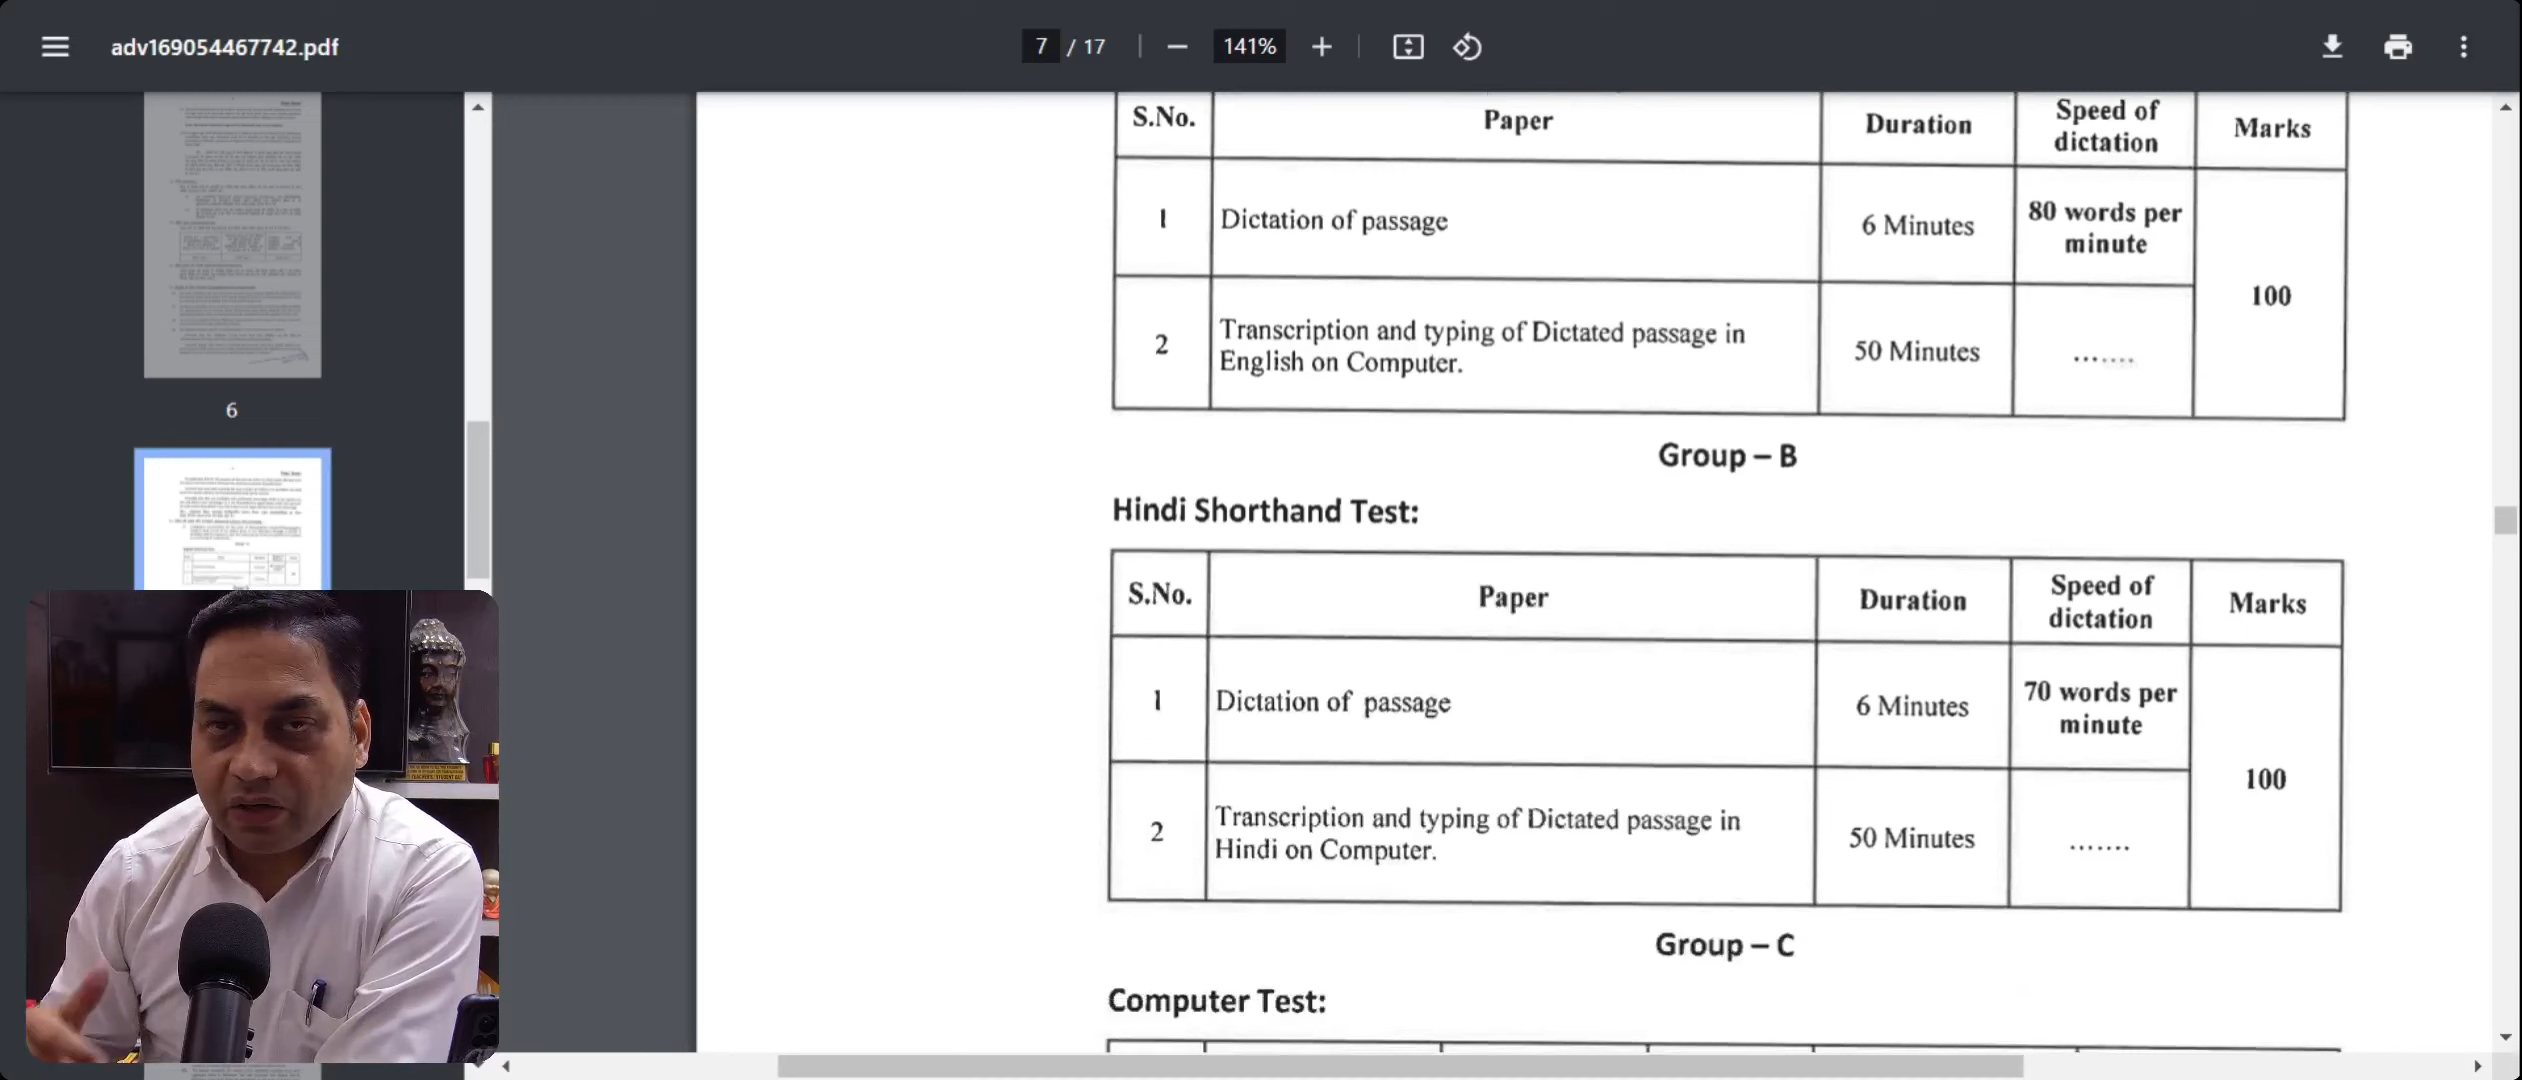 adv169054467742.pdf
7 / 17
141%
6
S.No.
Paper
Duration
Speed of
dictation
Marks
1
Dictation of passage
6 Minutes
80 words per
minute
100
2
Transcription and typing of Dictated passage in
English on Computer.
50 Minutes
.......
Group – B
Hindi Shorthand Test:
S.No.
Paper
Duration
Speed of
dictation
Marks
1
Dictation of passage
6 Minutes
70 words per
minute
100
2
Transcription and typing of Dictated passage in
Hindi on Computer.
50 Minutes
.......
Group – C
Computer Test: